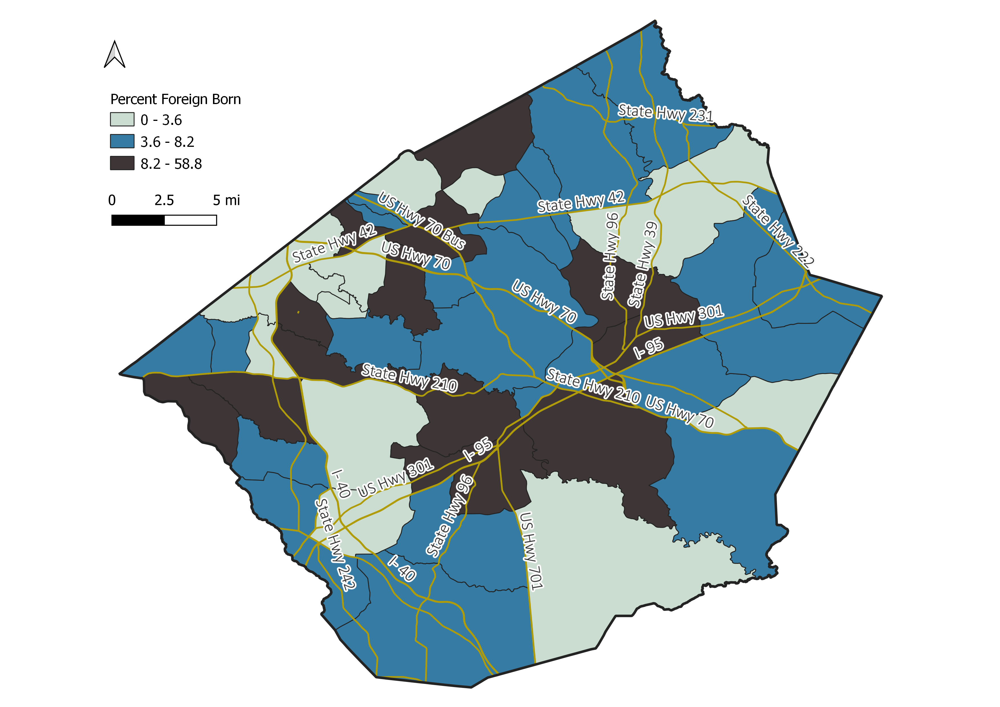 Percent Foreign Born
0 - 3.6
3.6 - 8.2
8.2 - 58.8
0 2.5 5 mi
State Hwy 231
State Hwy 42
US Hwy 70 Bus
State Hwy 42
US Hwy 70
State Hwy 96
State Hwy 39
State Hwy 222
US Hwy 70
US Hwy 301
I- 95
State Hwy 210
State Hwy 210
US Hwy 70
I- 95
US Hwy 301
I- 40
State Hwy 96
State Hwy 242
I- 40
US Hwy 701